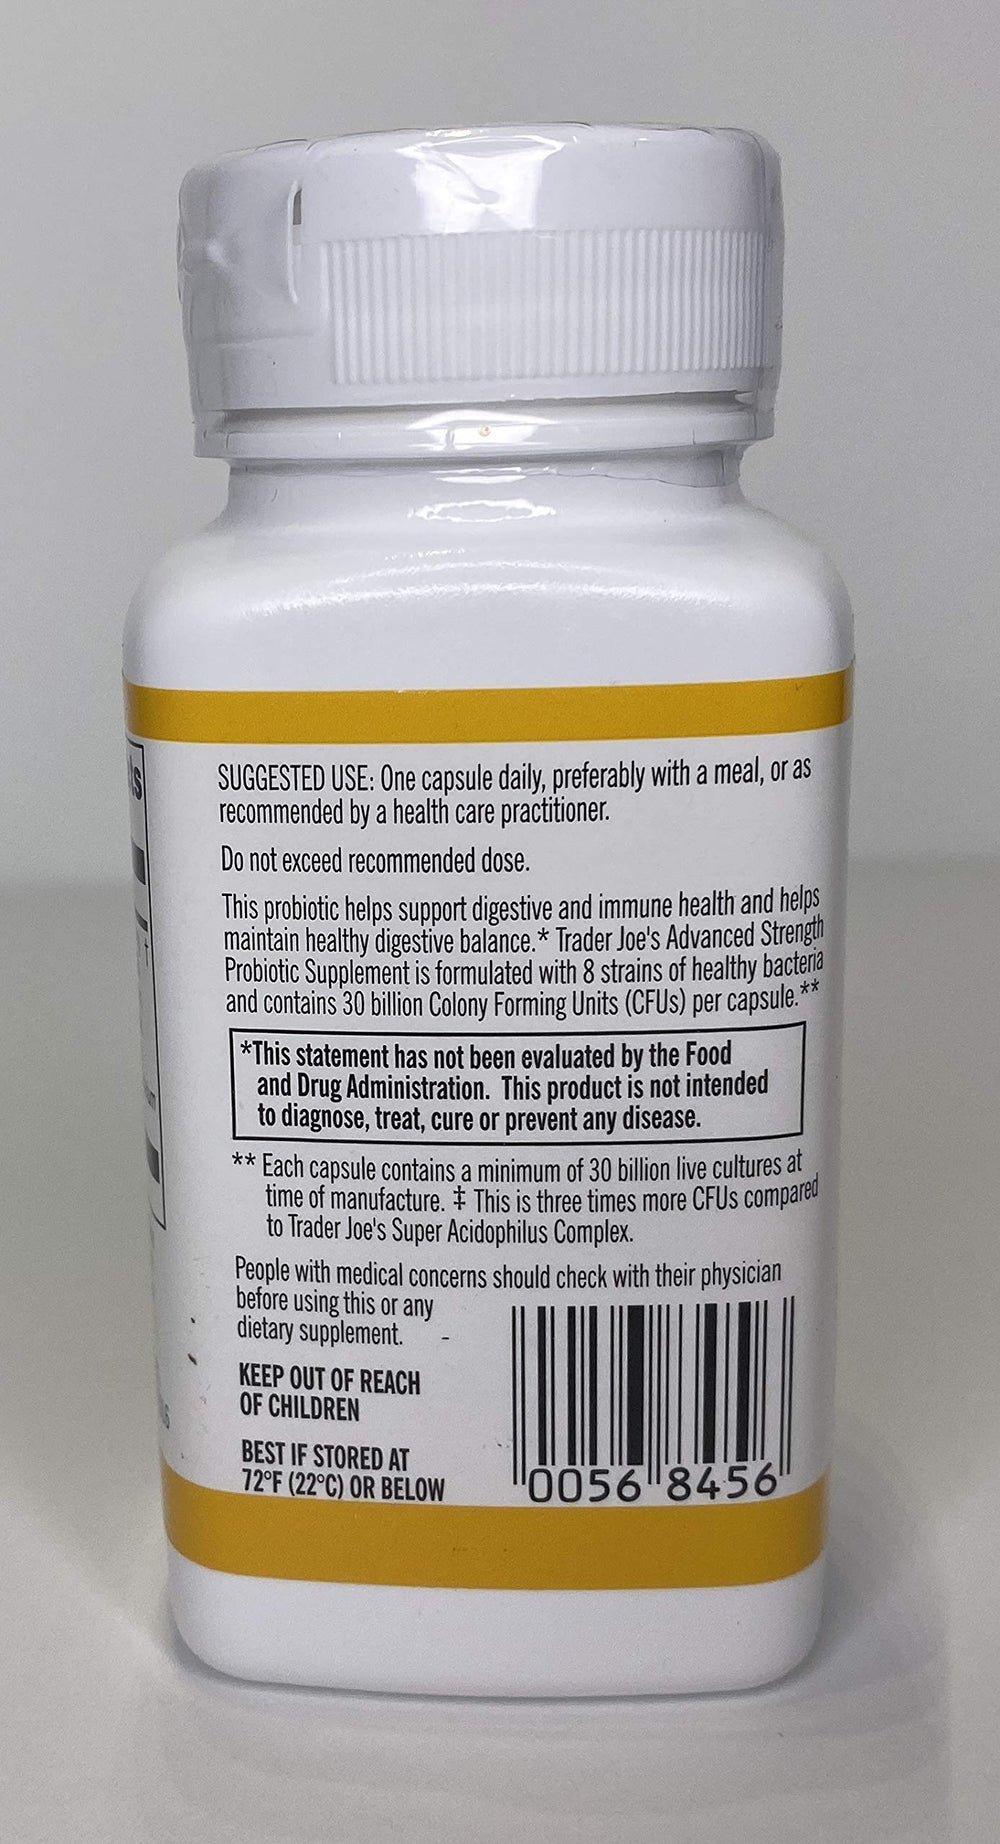 SUGGESTED USE: One capsule daily, preferably with a meal, or as
recommended by a health care practitioner.
Do not exceed recommended dose.
This probiotic helps support digestive and immune health and helps
maintain healthy digestive balance.* Trader Joe's Advanced Strength
Probiotic Supplement is formulated with 8 strains of healthy bacteria
and contains 30 billion Colony Forming Units (CFUs) per capsule.**
*This statement has not been evaluated by the Food
and Drug Administration. This product is not intended
to diagnose, treat, cure or prevent any disease.
** Each capsule contains a minimum of 30 billion live cultures at
time of manufacture. ‡ This is three times more CFUs compared
to Trader Joe's Super Acidophilus Complex.
People with medical concerns should check with their physician
before using this or any
dietary supplement.
KEEP OUT OF REACH
OF CHILDREN
BEST IF STORED AT
72°F (22°C) OR BELOW
0056 8456